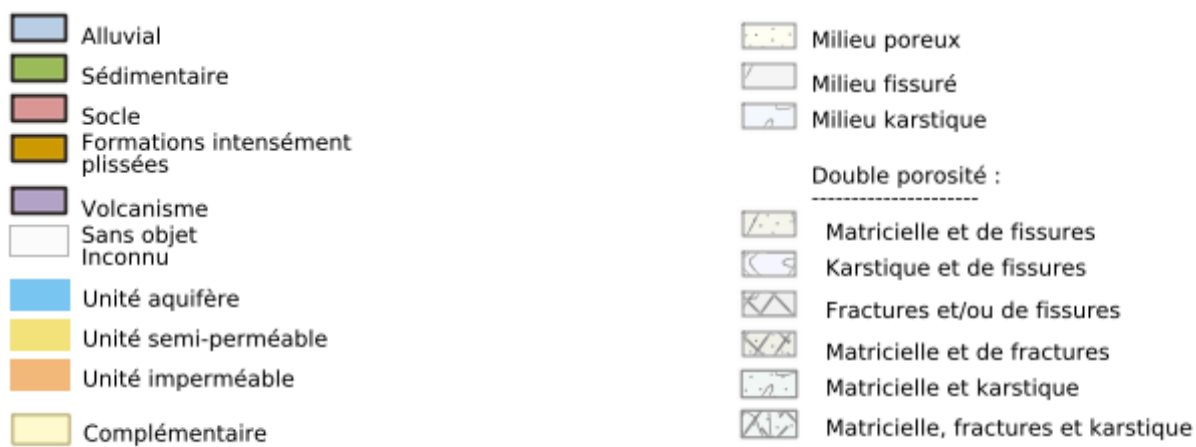 Alluvial
Sédimentaire
Socle
Formations intensément
plissées
Volcanisme
Sans objet
Inconnu
Unité aquifère
Unité semi-perméable
Unité imperméable
Complémentaire
Milieu poreux
Milieu fissuré
Milieu karstique
Double porosité :
---------------------
Matricielle et de fissures
Karstique et de fissures
Fractures et/ou de fissures
Matricielle et de fractures
Matricielle et karstique
Matricielle, fractures et karstique